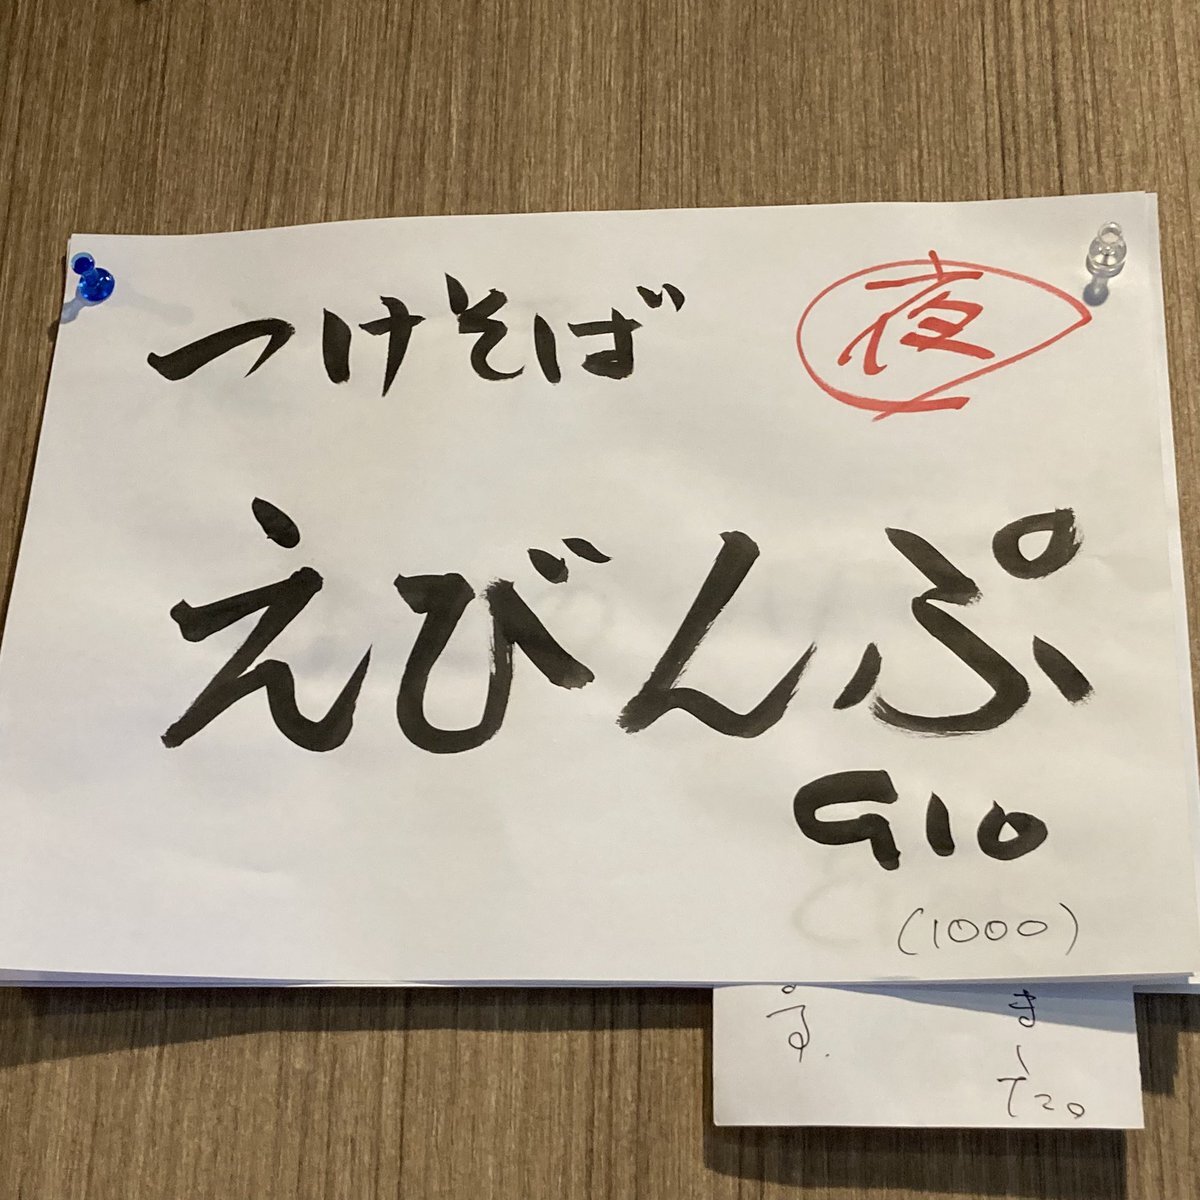 つけそば 夜
えびんぷ
910
(1000)